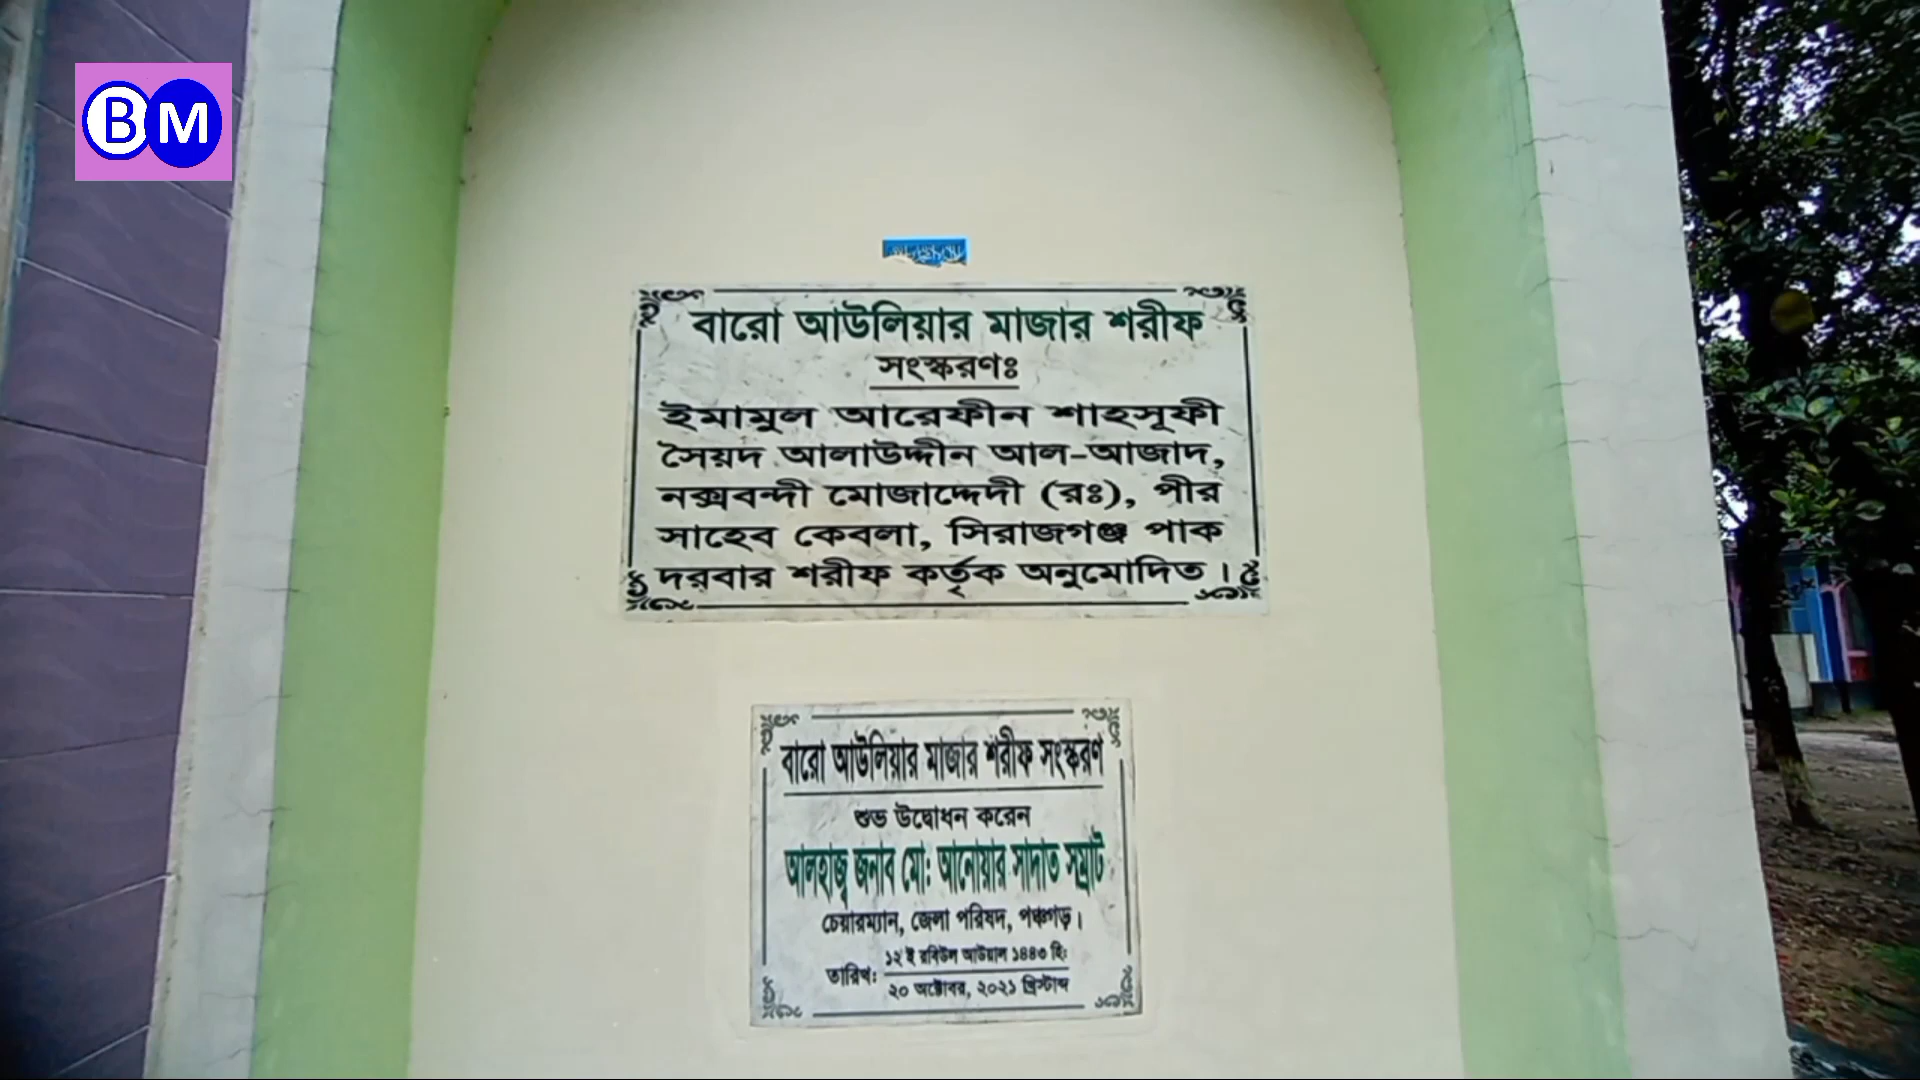 BM
বারো আউলিয়ার মাজার শরীফ
সংস্করণঃ
ইমামুল আরেফীন শাহসূফী
সৈয়দ আলাউদ্দীন আল-আজাদ,
নক্সবন্দী মোজাদ্দেদী (রঃ), পীর
সাহেব কেবলা, সিরাজগঞ্জ পাক
দরবার শরীফ কর্তৃক অনুমোদিত।
বারো আউলিয়ার মাজার শরীফ সংস্করণ
শুভ উদ্বোধন করেন
আলহাজ্ব জনাব মো: আনোয়ার সাদাত সম্রাট
চেয়ারম্যান, জেলা পরিষদ, পঞ্চগড়।
১২ ই রবিউল আউয়াল ১৪৪৩ হিঃ
তারিখঃ
২০ অক্টোবর, ২০২১ খ্রিস্টাব্দ